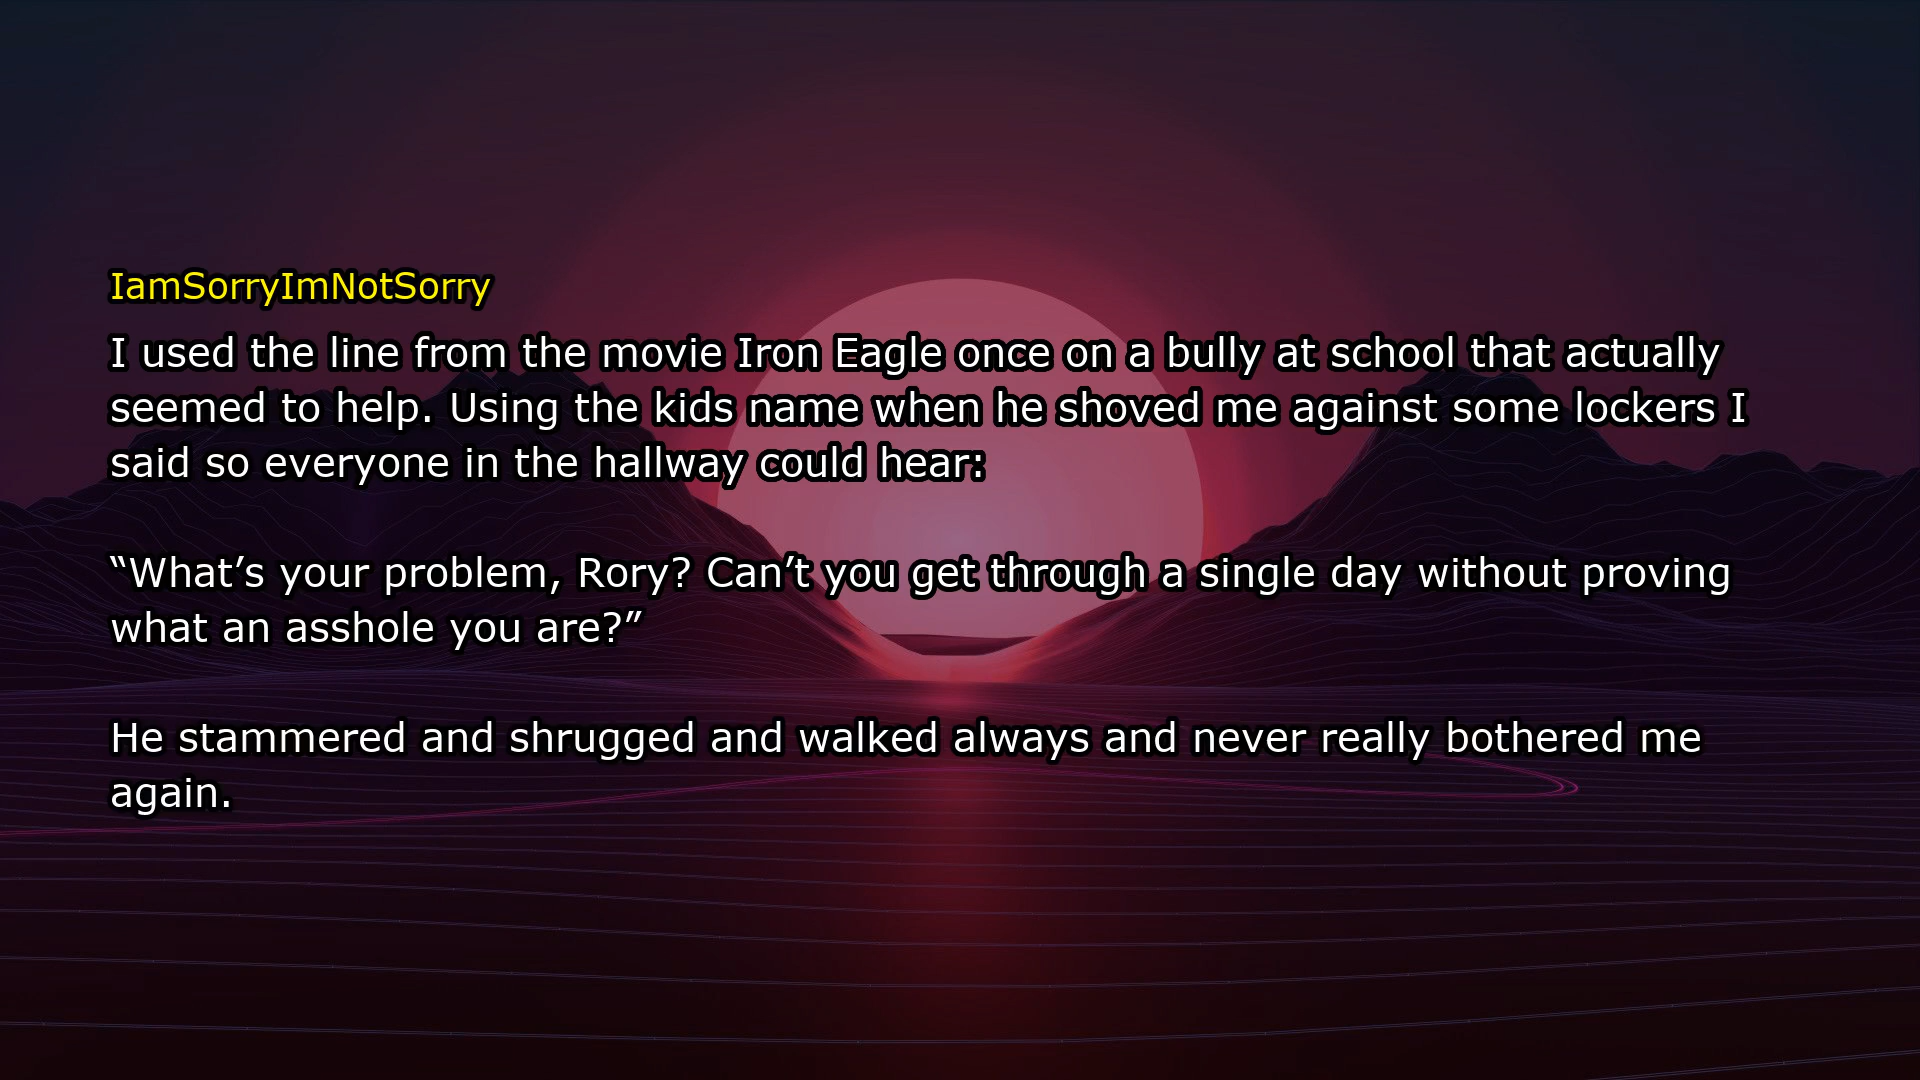 IamSorryImNotSorry
I used the line from the movie Iron Eagle once on a bully at school that actually
seemed to help. Using the kids name when he shoved me against some lockers I
said so everyone in the hallway could hear:
“What’s your problem, Rory? Can’t you get through a single day without proving
what an asshole you are?”
He stammered and shrugged and walked always and never really bothered me
again.